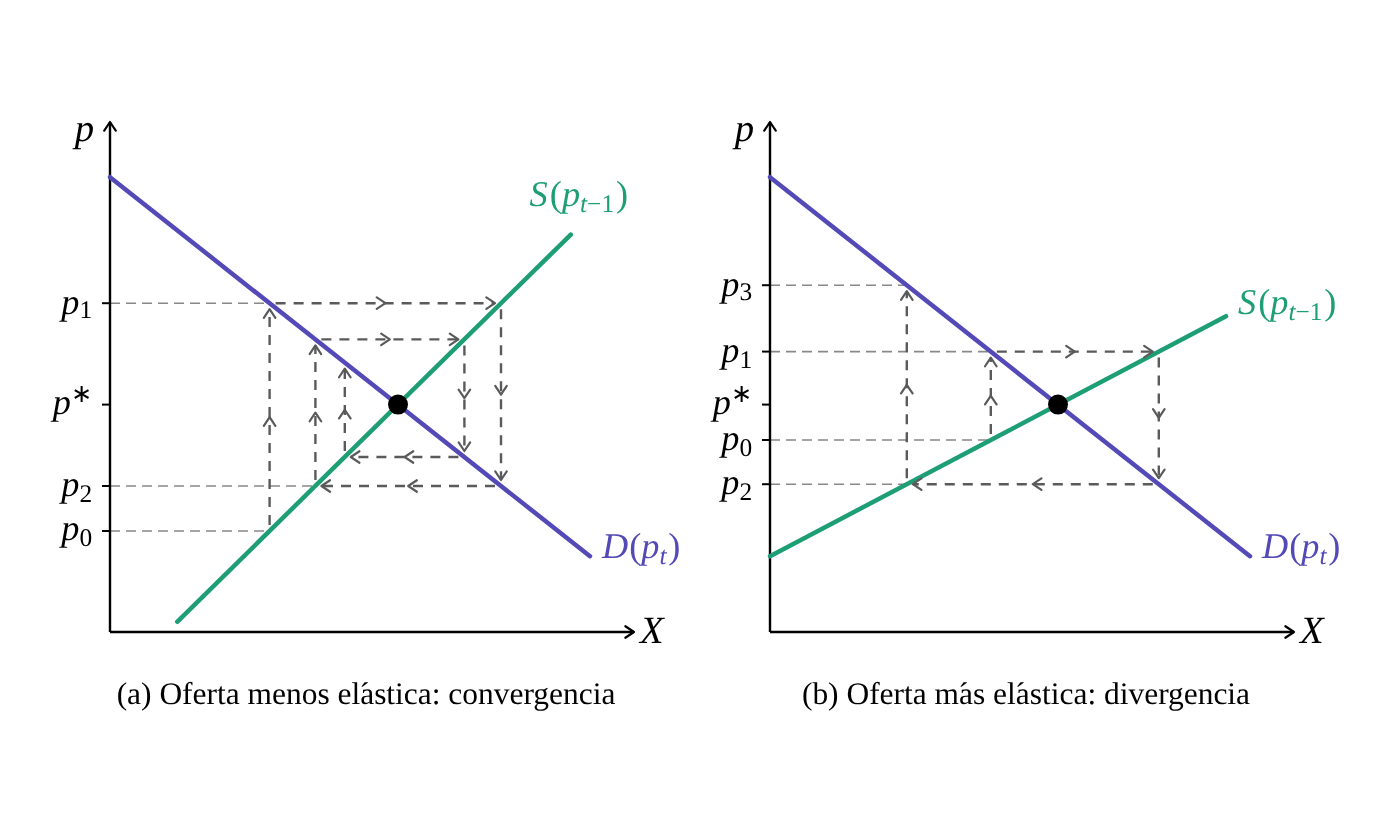 p
S(pₜ₋₁)
p₁
p*
p₂
p₀
D(pₜ)
X
(a) Oferta menos elástica: convergencia
p
p₃
S(pₜ₋₁)
p₁
p*
p₀
p₂
D(pₜ)
X
(b) Oferta más elástica: divergencia